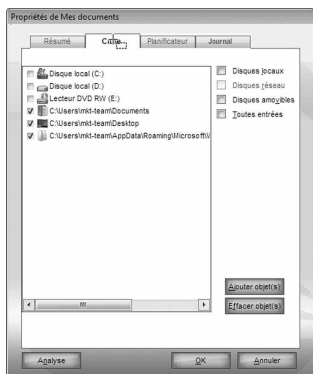 Propriétés de Mes documents
Résumé
Planificateur
Journal
Disque local (C:)
Disque local (D:)
Lecteur DVD RW (E:)
C:\Users\mkt-team\Documents
C:\Users\mkt-team\Desktop
C:\Users\mkt-team\AppData\Roaming\Microsoft\W
Disques locaux
Disques réseau
Disques amovibles
Toutes entrées
Ajouter objet(s)
Effacer objet(s)
Analyse
OK
Annuler